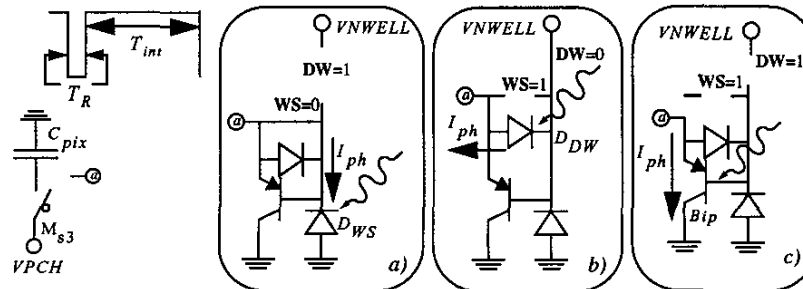 T_int
T_R
C_pix
a
M_s3
VPCH
VNWELL
DW=1
WS=0
a
I_ph
D_WS
a)
VNWELL
DW=0
WS=1
a
I_ph
D_DW
b)
VNWELL
DW=1
WS=1
a
I_ph
Bip
c)